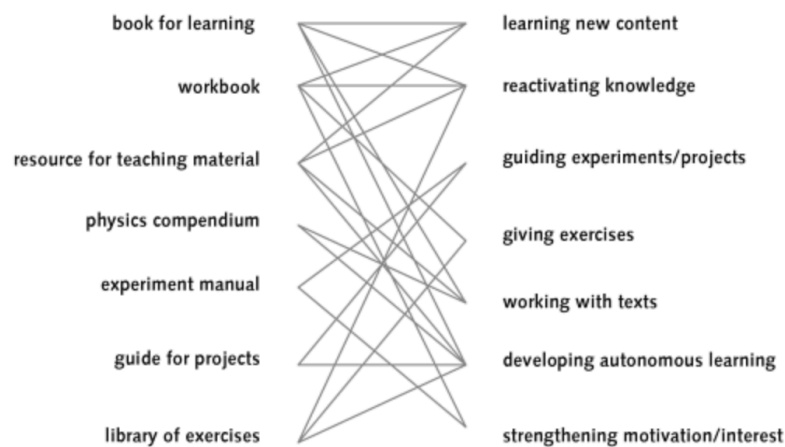 book for learning
learning new content
workbook
reactivating knowledge
resource for teaching material
guiding experiments/projects
physics compendium
giving exercises
experiment manual
working with texts
guide for projects
developing autonomous learning
library of exercises
strengthening motivation/interest